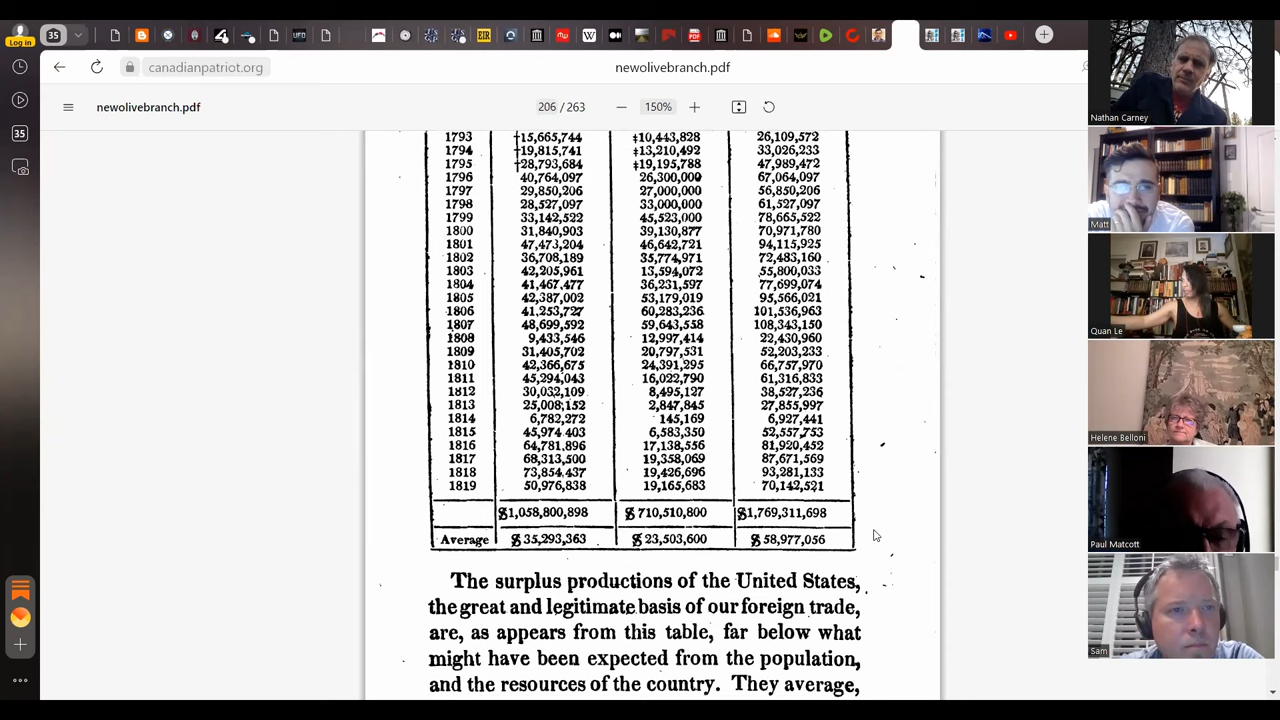 Log in
35
canadianpatriot.org
newolivebranch.pdf
newolivebranch.pdf
206 / 263
150%
35
EIR
UFO
W
PDF
1793 †15,665,744 ‡10,443,828 26,109,572
1794 †19,815,741 ‡13,210,492 33,026,233
1795 †28,793,684 ‡19,195,788 47,989,472
1796 40,764,097 26,300,000 67,064,097
1797 29,850,206 27,000,000 56,850,206
1798 28,527,097 33,000,000 61,527,097
1799 33,142,522 45,523,000 78,665,522
1800 31,840,903 39,130,877 70,971,780
1801 47,473,204 46,642,721 94,115,925
1802 36,708,189 35,774,971 72,483,160
1803 42,205,961 13,594,072 55,800,033
1804 41,467,477 36,231,597 77,699,074
1805 42,387,002 53,179,019 95,566,021
1806 41,253,727 60,283,236 101,536,963
1807 48,699,592 59,643,558 108,343,150
1808 9,433,546 12,997,414 22,430,960
1809 31,405,702 20,797,531 52,203,233
1810 42,366,675 24,391,295 66,757,970
1811 45,294,043 16,022,790 61,316,833
1812 30,032,109 8,495,127 38,527,236
1813 25,008,152 2,847,845 27,855,997
1814 6,782,272 145,169 6,927,441
1815 45,974 403 6,583,350 52,557,753
1816 64,781,896 17,138,556 81,920,452
1817 68,313,500 19,358,069 87,671,569
1818 73,854,437 19,426,696 93,281,133
1819 50,976,838 19,165,683 70,142,521
$1,058,800,898 $ 710,510,800 $1,769,311,698
Average $ 35,293,363 $ 23,503,600 $ 58,977,056
The surplus productions of the United States,
the great and legitimate basis of our foreign trade,
are, as appears from this table, far below what
might have been expected from the population,
and the resources of the country. They average,
Nathan Carney
Matt
Quan Le
Helene Belloni
Paul Matcott
Sam